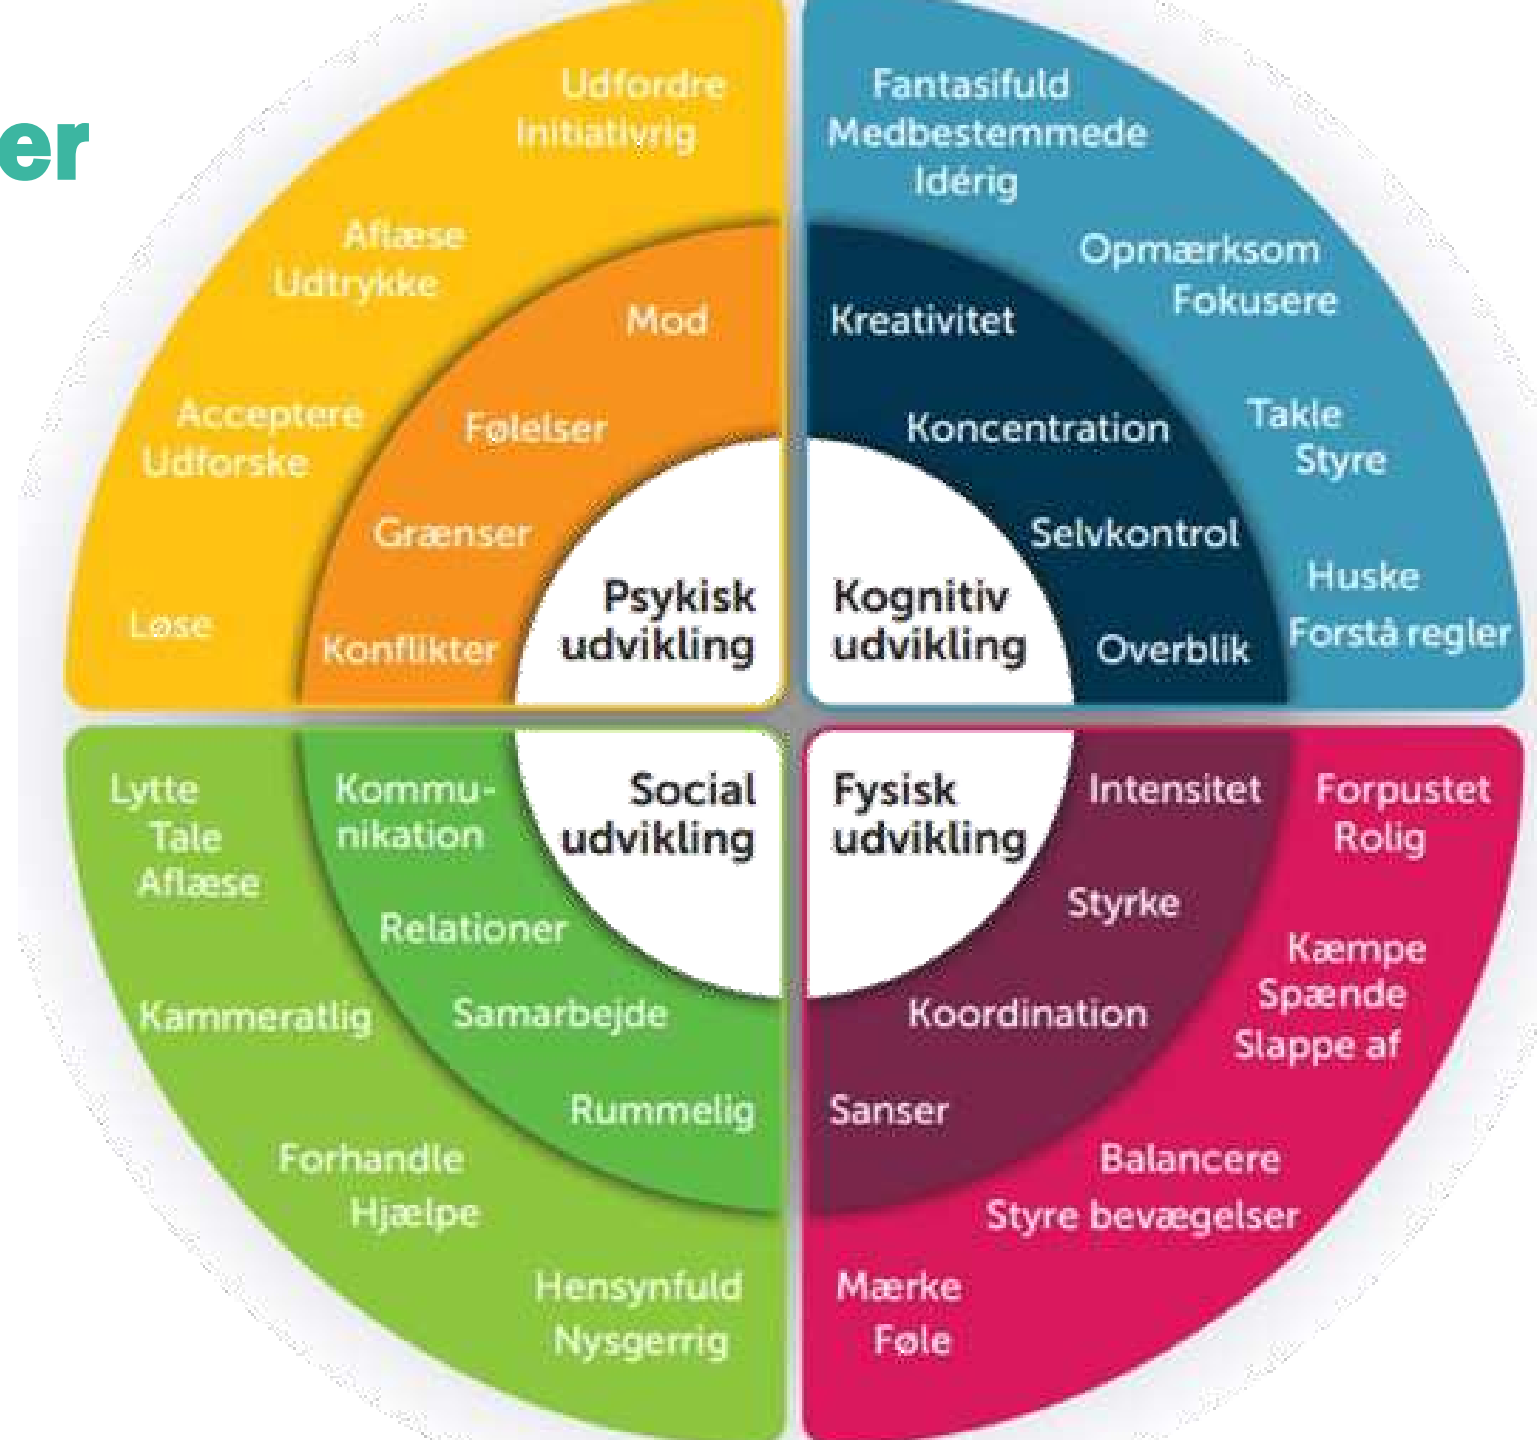 er
Udfordre
Initiativrig
Aflæse
Udtrykke
Acceptere
Udforske
Løse
Mod
Følelser
Grænser
Konflikter
Psykisk
udvikling
Fantasifuld
Medbestemmede
Idérig
Opmærksom
Fokusere
Takle
Styre
Huske
Forstå regler
Kreativitet
Koncentration
Selvkontrol
Overblik
Kognitiv
udvikling
Lytte
Tale
Aflæse
Kammeratlig
Forhandle
Hjælpe
Hensynfuld
Nysgerrig
Kommu-
nikation
Relationer
Samarbejde
Rummelig
Social
udvikling
Fysisk
udvikling
Intensitet
Styrke
Koordination
Sanser
Forpustet
Rolig
Kæmpe
Spænde
Slappe af
Balancere
Styre bevægelser
Mærke
Føle